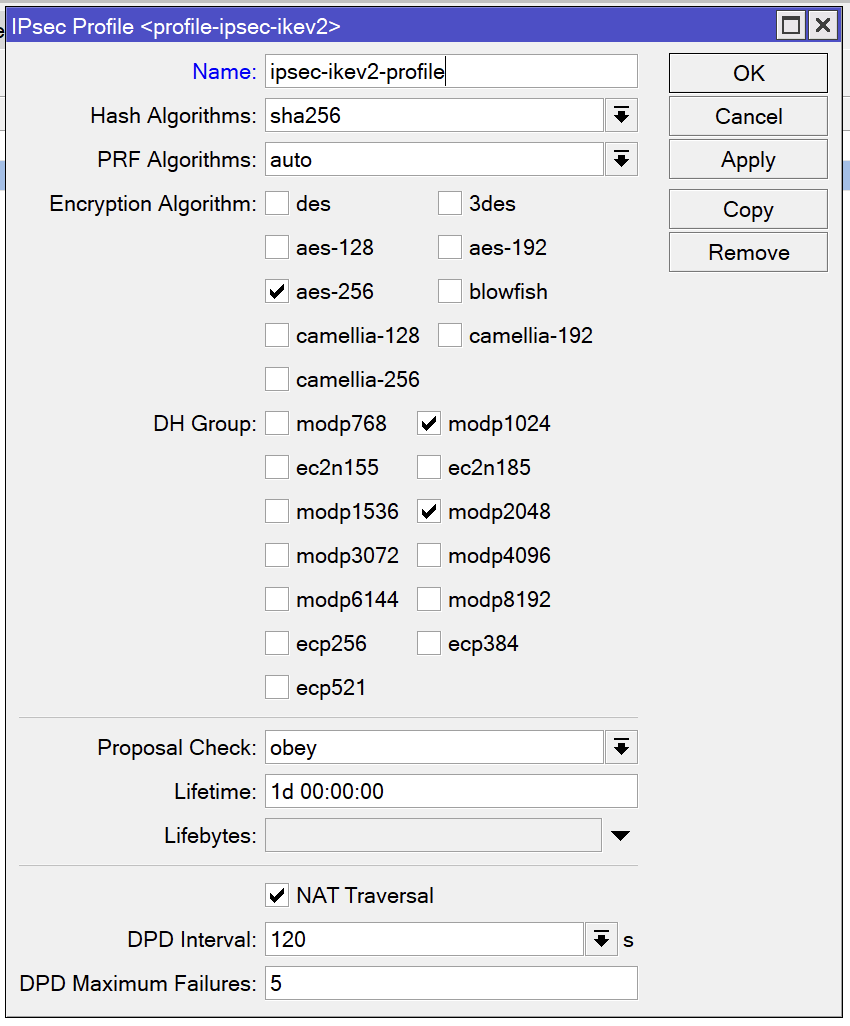 IPsec Profile <profile-ipsec-ikev2>
Name: ipsec-ikev2-profile
OK
Hash Algorithms: sha256
Cancel
PRF Algorithms: auto
Apply
Encryption Algorithm: des 3des
Copy
aes-128 aes-192
Remove
aes-256 blowfish
camellia-128 camellia-192
camellia-256
DH Group: modp768 modp1024
ec2n155 ec2n185
modp1536 modp2048
modp3072 modp4096
modp6144 modp8192
ecp256 ecp384
ecp521
Proposal Check: obey
Lifetime: 1d 00:00:00
Lifebytes:
NAT Traversal
DPD Interval: 120 s
DPD Maximum Failures: 5